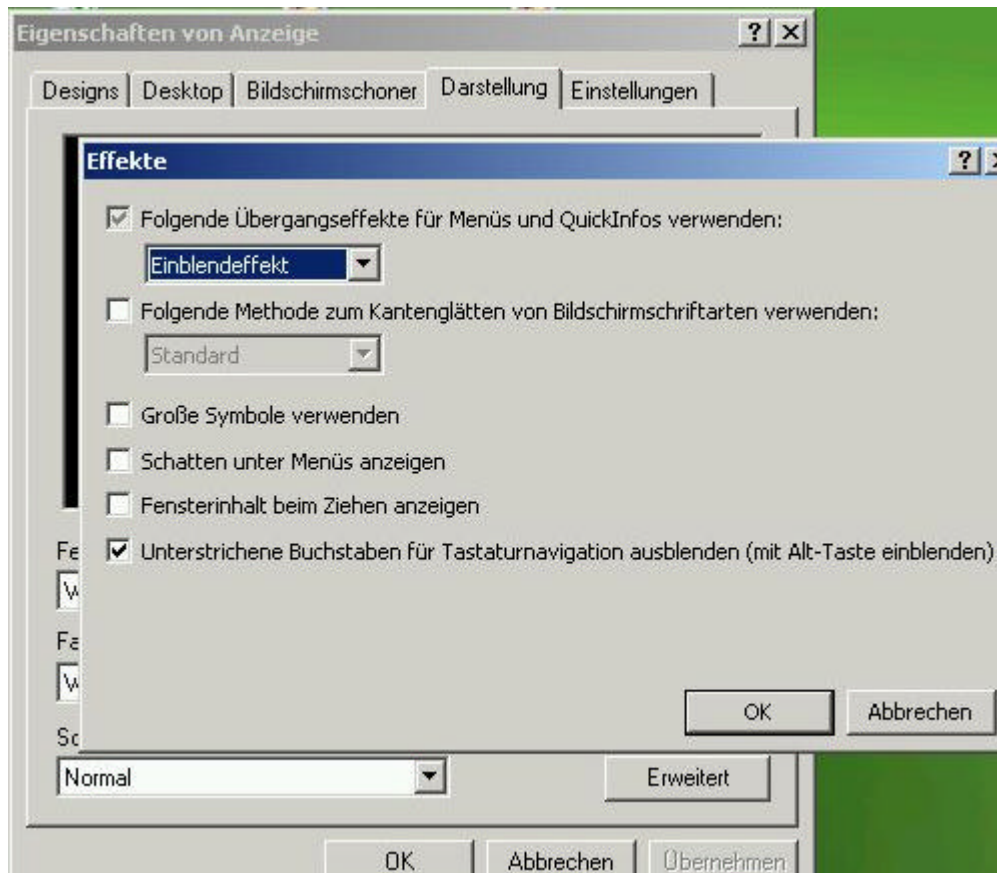 Eigenschaften von Anzeige
Designs Desktop Bildschirmschoner Darstellung Einstellungen
Effekte
Folgende Übergangseffekte für Menüs und QuickInfos verwenden:
Einblendeffekt
Folgende Methode zum Kantenglätten von Bildschirmschriftarten verwenden:
Standard
Große Symbole verwenden
Schatten unter Menüs anzeigen
Fensterinhalt beim Ziehen anzeigen
Unterstrichene Buchstaben für Tastaturnavigation ausblenden (mit Alt-Taste einblenden)
OK Abbrechen
Normal Erweitert
OK Abbrechen Übernehmen